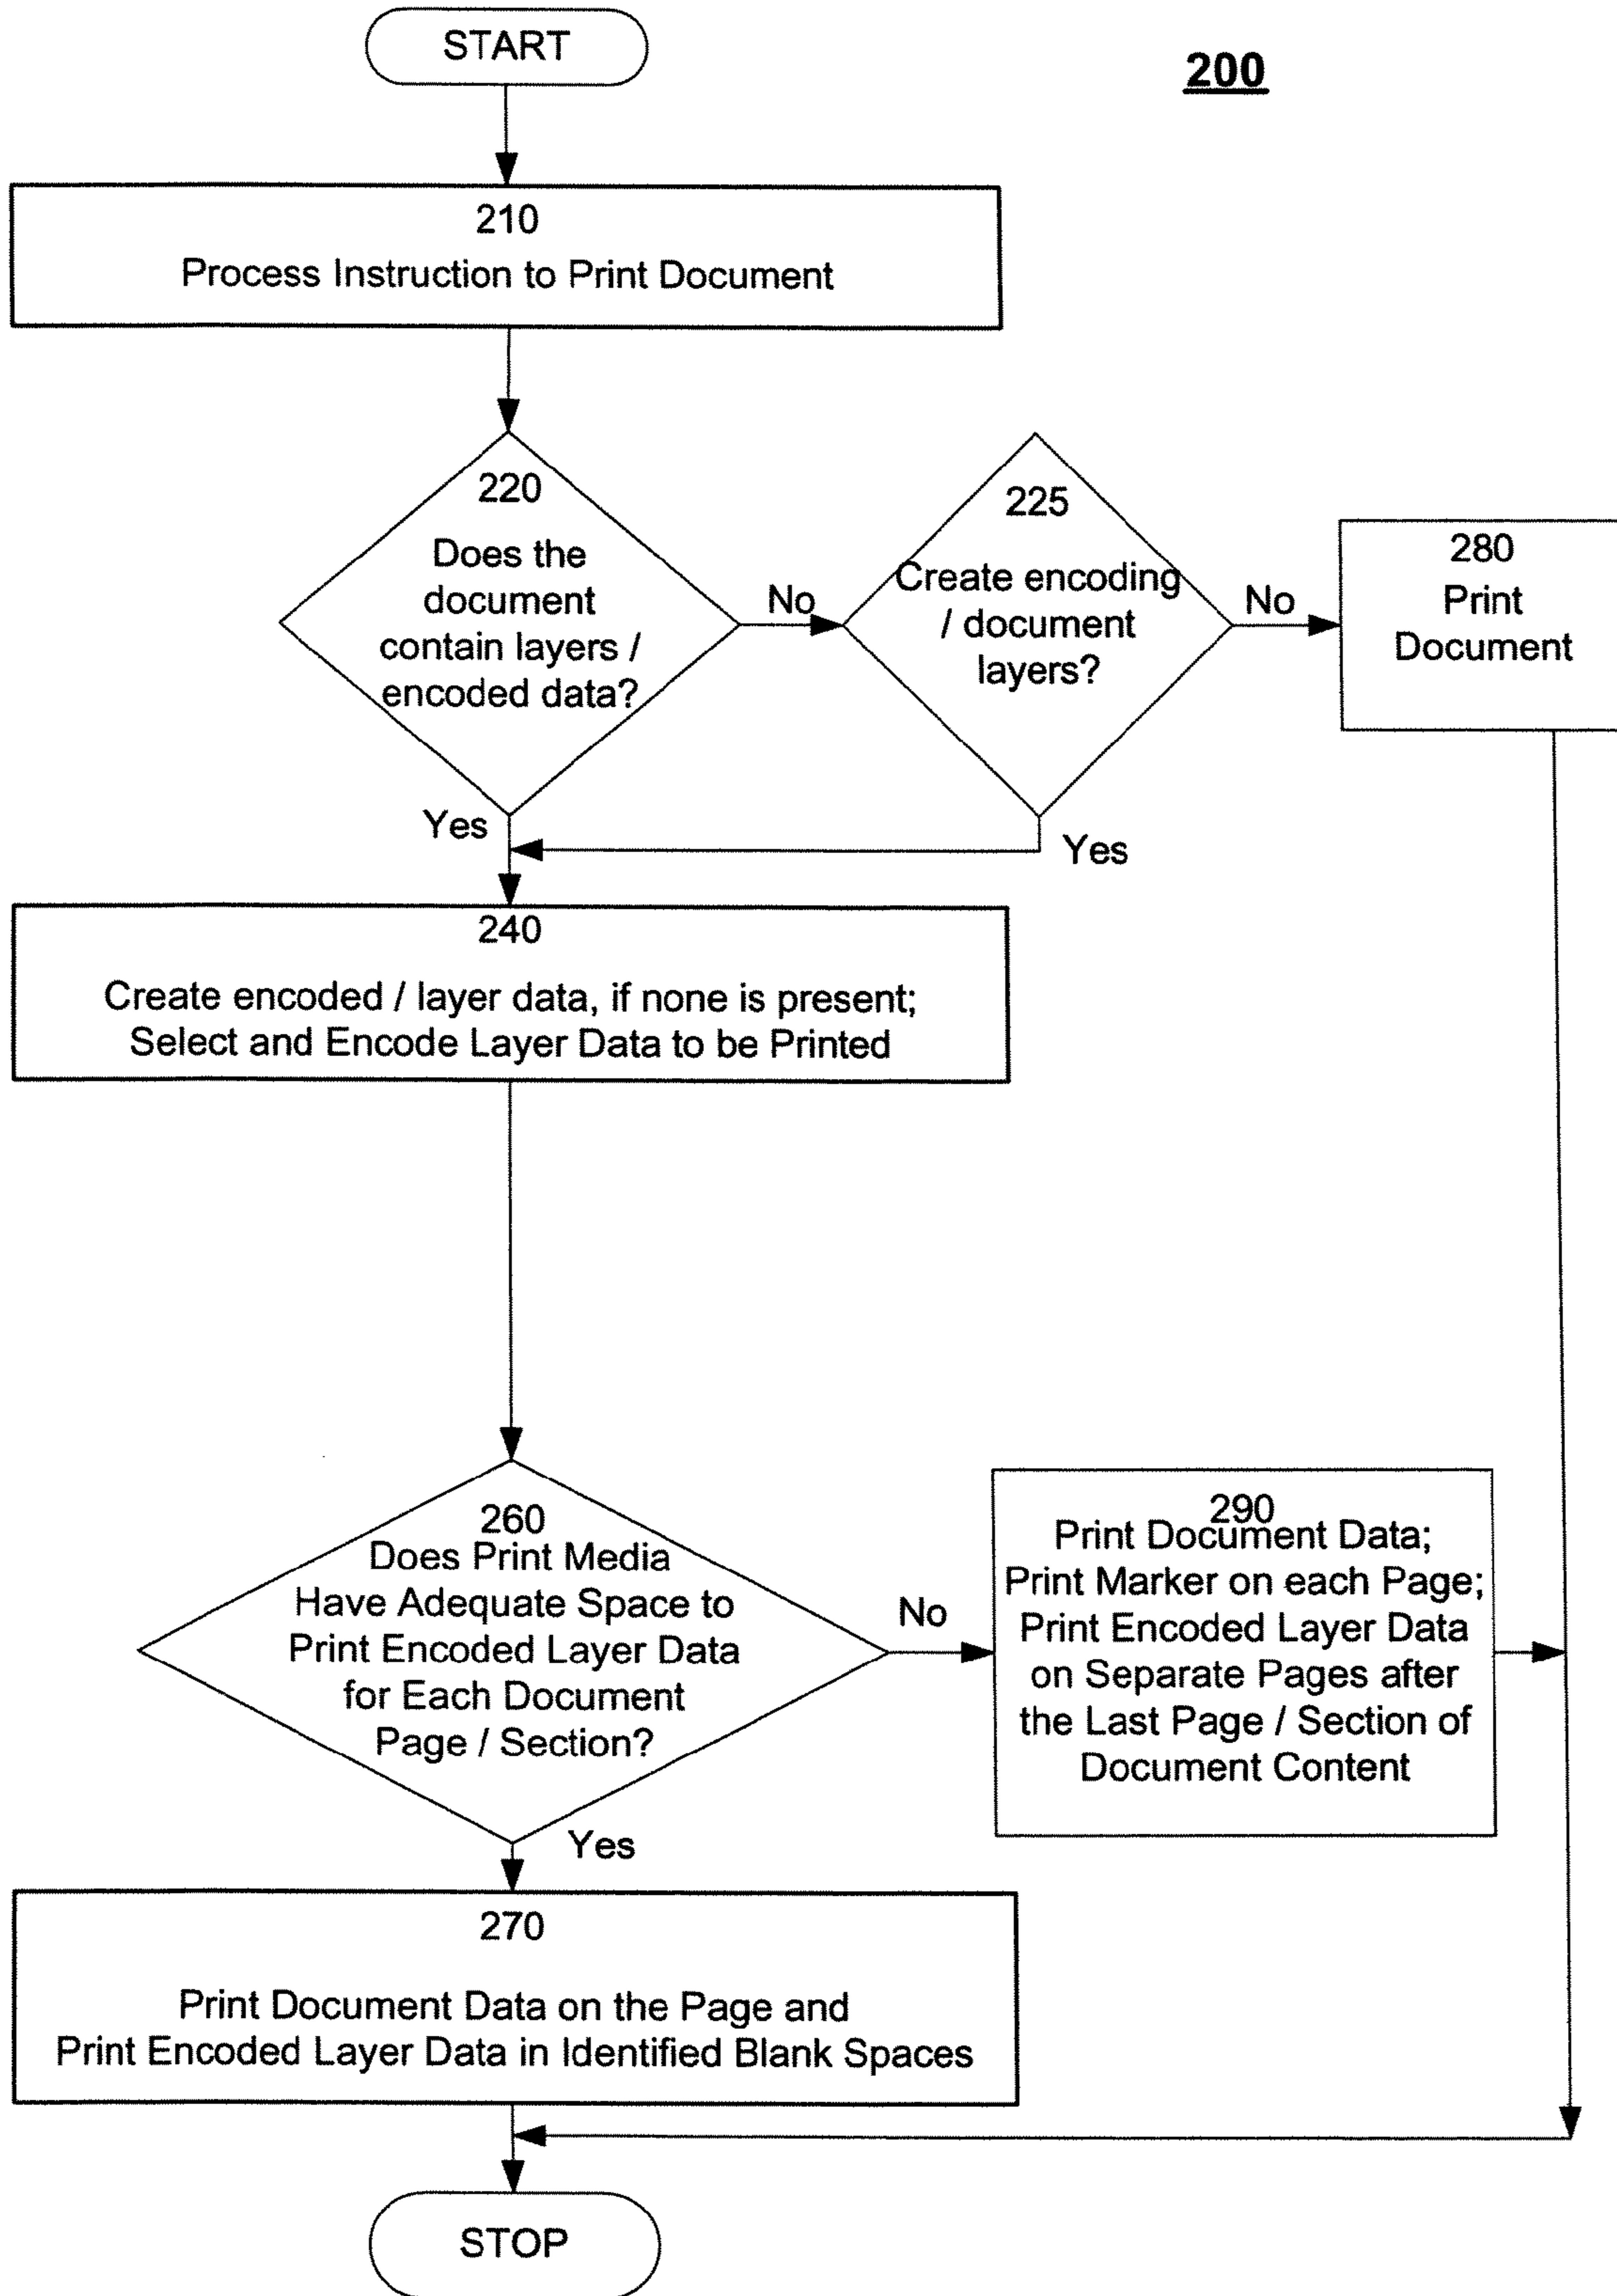 START
200
210
Process Instruction to Print Document
220
Does the
document
contain layers /
encoded data?
No
225
Create encoding
/ document
layers?
No
280
Print
Document
Yes
Yes
240
Create encoded / layer data, if none is present;
Select and Encode Layer Data to be Printed
260
Does Print Media
Have Adequate Space to
Print Encoded Layer Data
for Each Document
Page / Section?
No
290
Print Document Data;
Print Marker on each Page;
Print Encoded Layer Data
on Separate Pages after
the Last Page / Section of
Document Content
Yes
270
Print Document Data on the Page and
Print Encoded Layer Data in Identified Blank Spaces
STOP